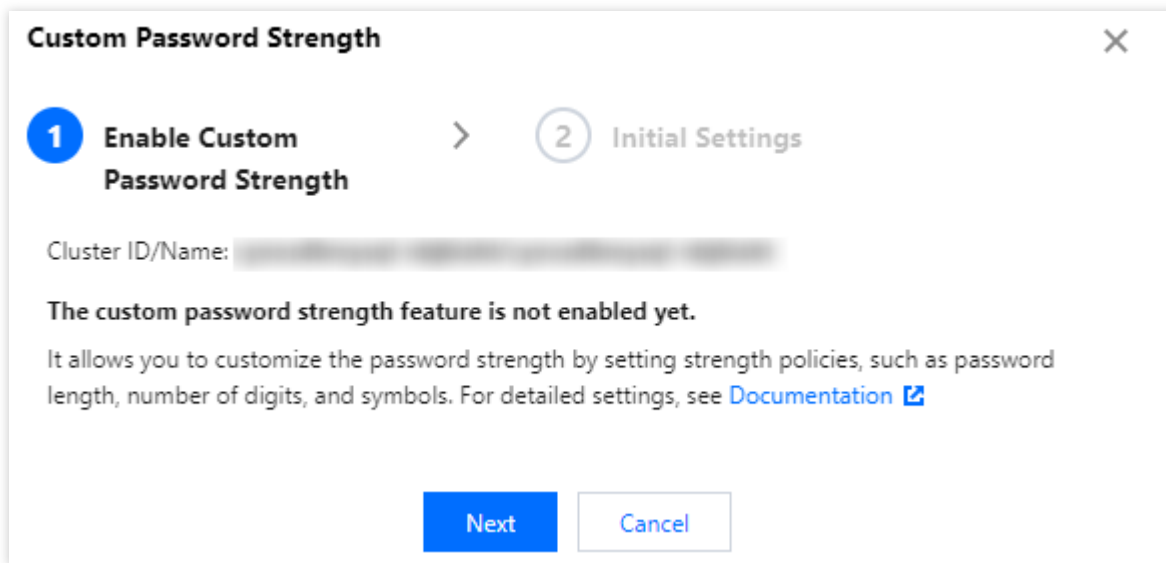 Custom Password Strength
1 Enable Custom Password Strength
2 Initial Settings
Cluster ID/Name:
The custom password strength feature is not enabled yet.
It allows you to customize the password strength by setting strength policies, such as password
length, number of digits, and symbols. For detailed settings, see Documentation
Next
Cancel